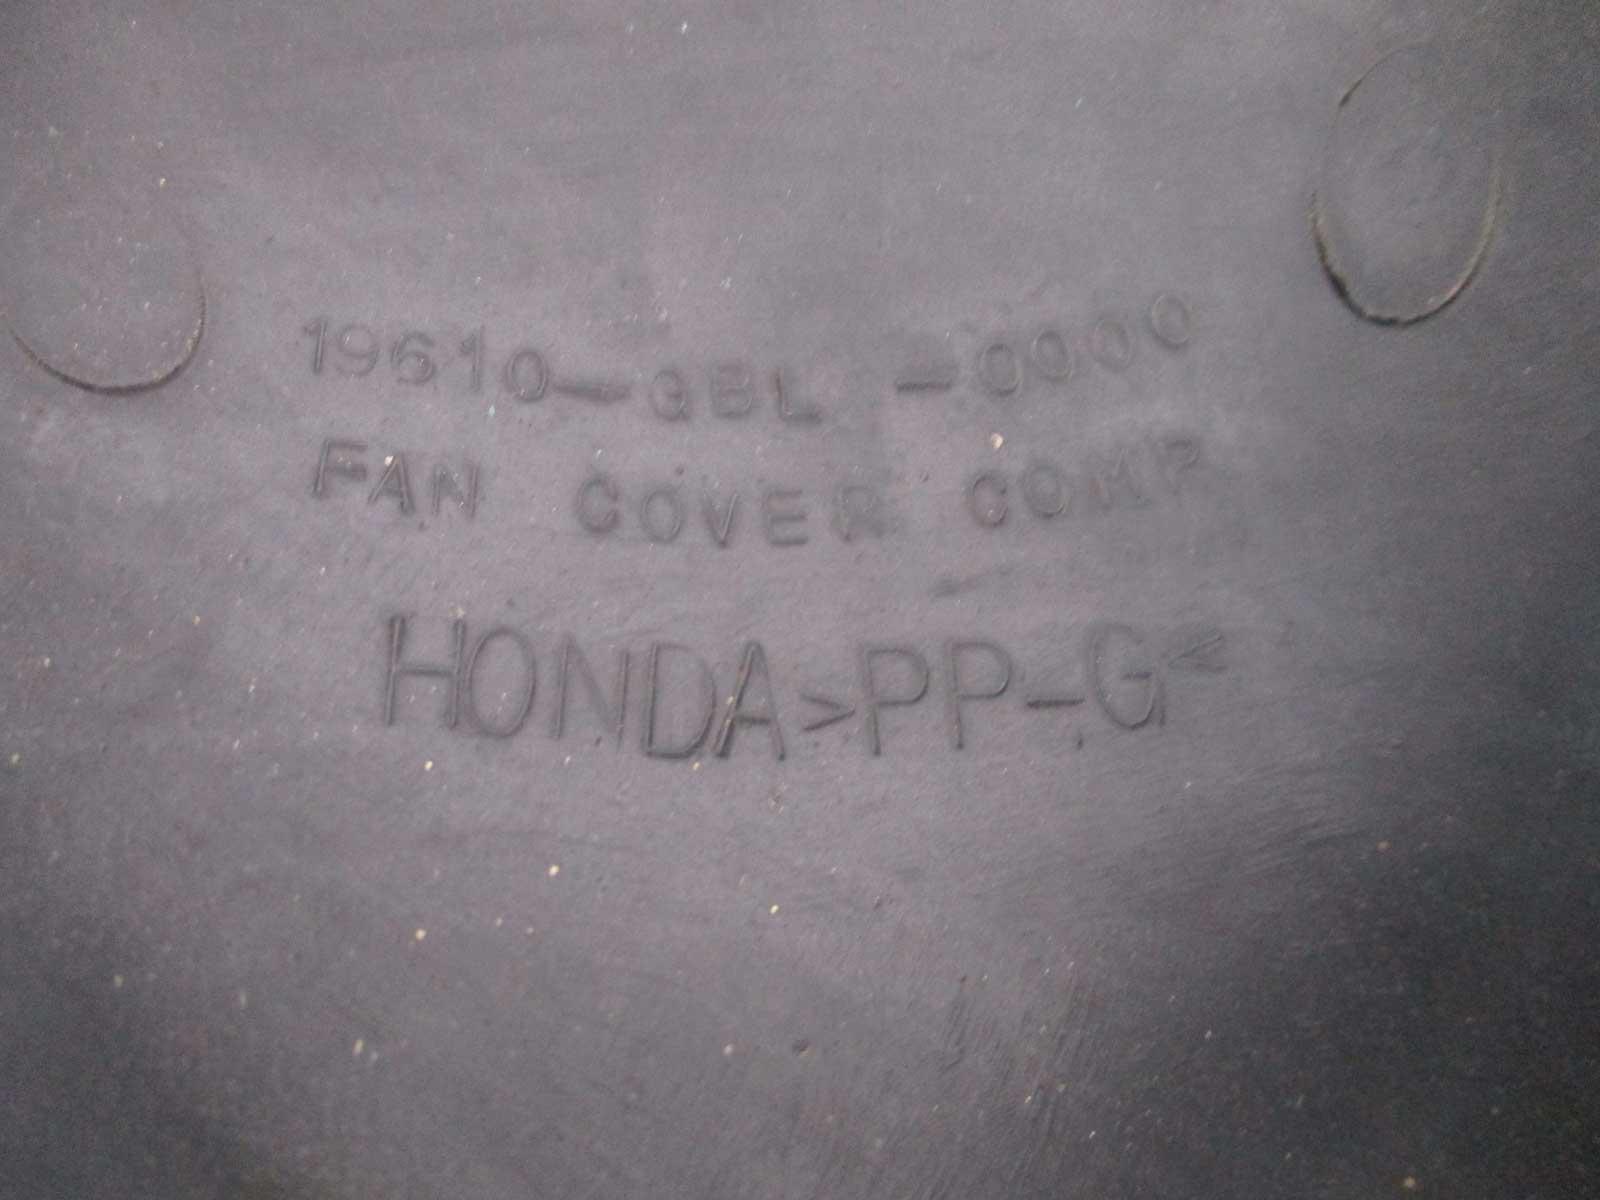 19610-GBL-0000
FAN COVER COMP
HONDA>PP-G<